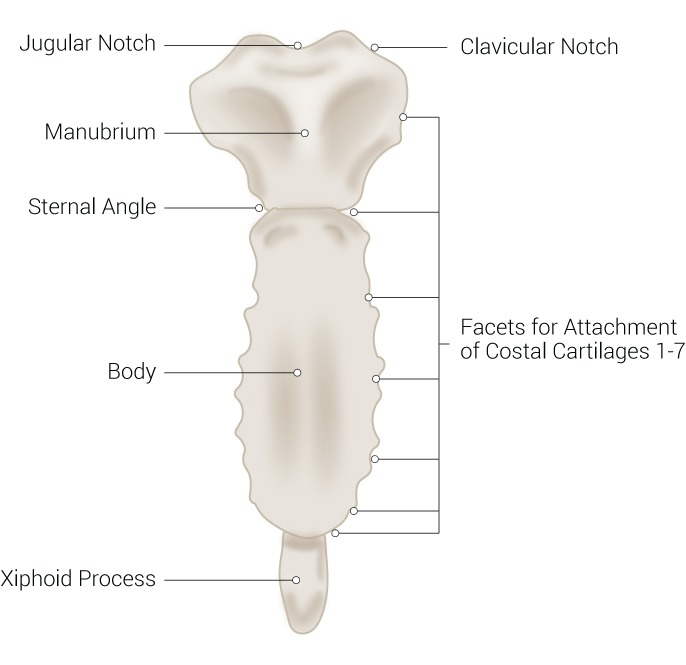 Jugular Notch
Clavicular Notch
Manubrium
Sternal Angle
Facets for Attachment
of Costal Cartilages 1-7
Body
Xiphoid Process